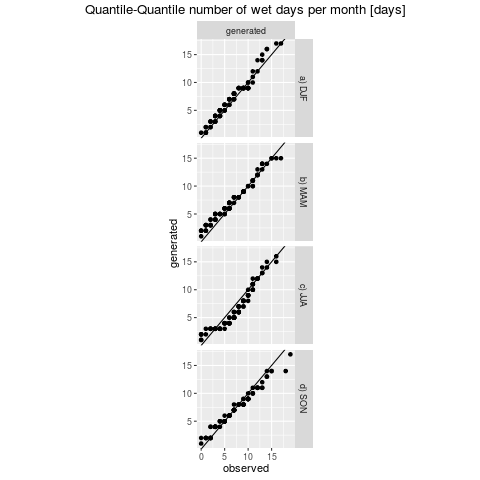 Quantile-Quantile number of wet days per month [days]
generated
15
10
5
a) DJF
15
10
5
b) MAM
generated
15
10
5
c) JJA
15
10
5
d) SON
0 5 10 15
observed